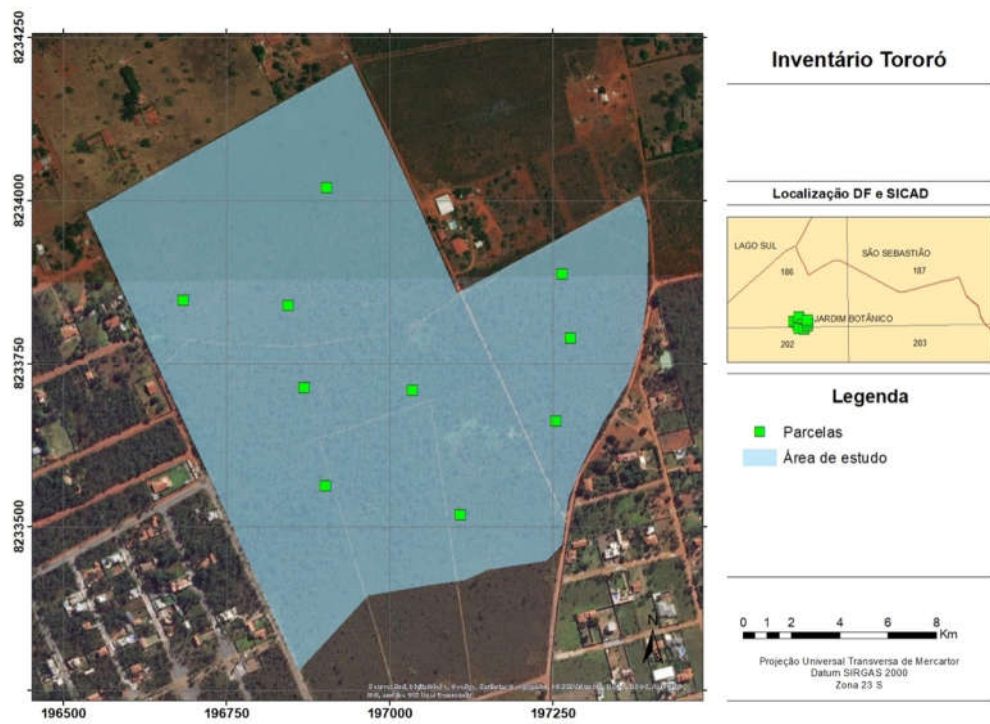 Inventário Tororó
Localização DF e SICAD
LAGO SUL
SÃO SEBASTIÃO
186
187
JARDIM BOTÂNICO
202
203
Legenda
Parcelas
Área de estudo
0 1 2 4 6 8
Km
Projeção Universal Transversa de Mercartor
Datum SIRGAS 2000
Zona 23 S
N
8234250
8234000
8233750
8233500
196500 196750 197000 197250